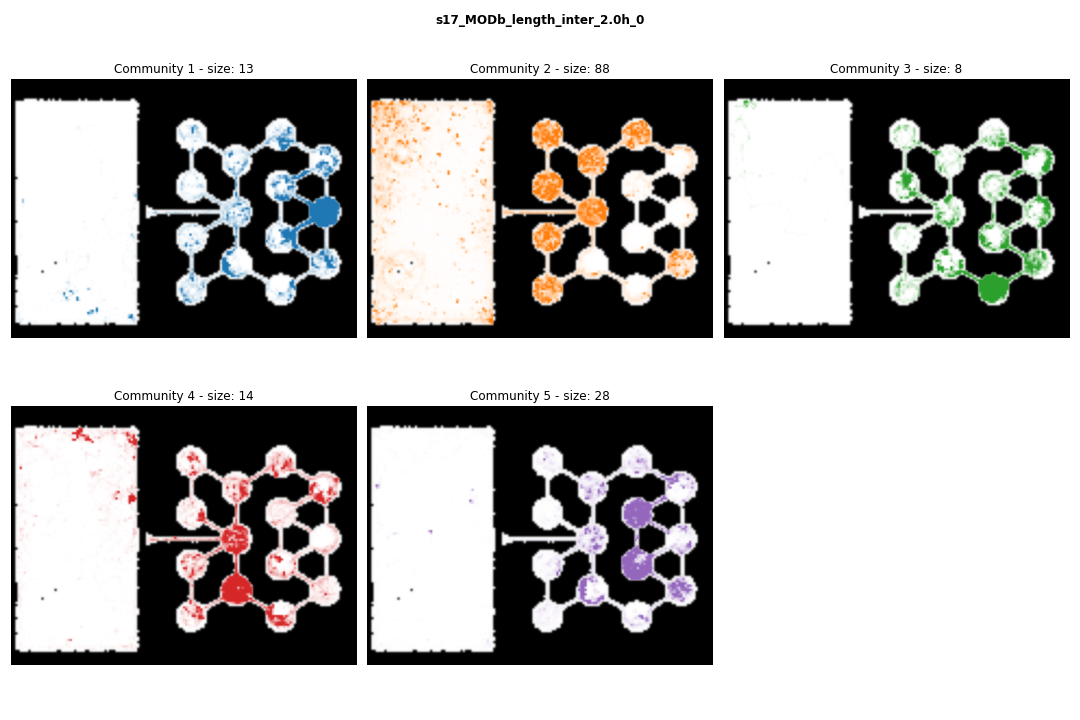 s17_MODb_length_inter_2.0h_0
Community 1 - size: 13
Community 2 - size: 88
Community 3 - size: 8
Community 4 - size: 14
Community 5 - size: 28